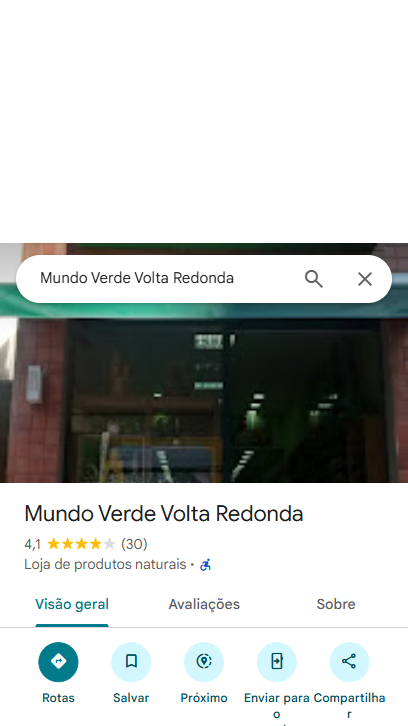 Mundo Verde Volta Redonda
Mundo Verde Volta Redonda
4,1 (30)
Loja de produtos naturais ·
Visão geral Avaliações Sobre
Rotas Salvar Próximo Enviar para Compartilha
o r